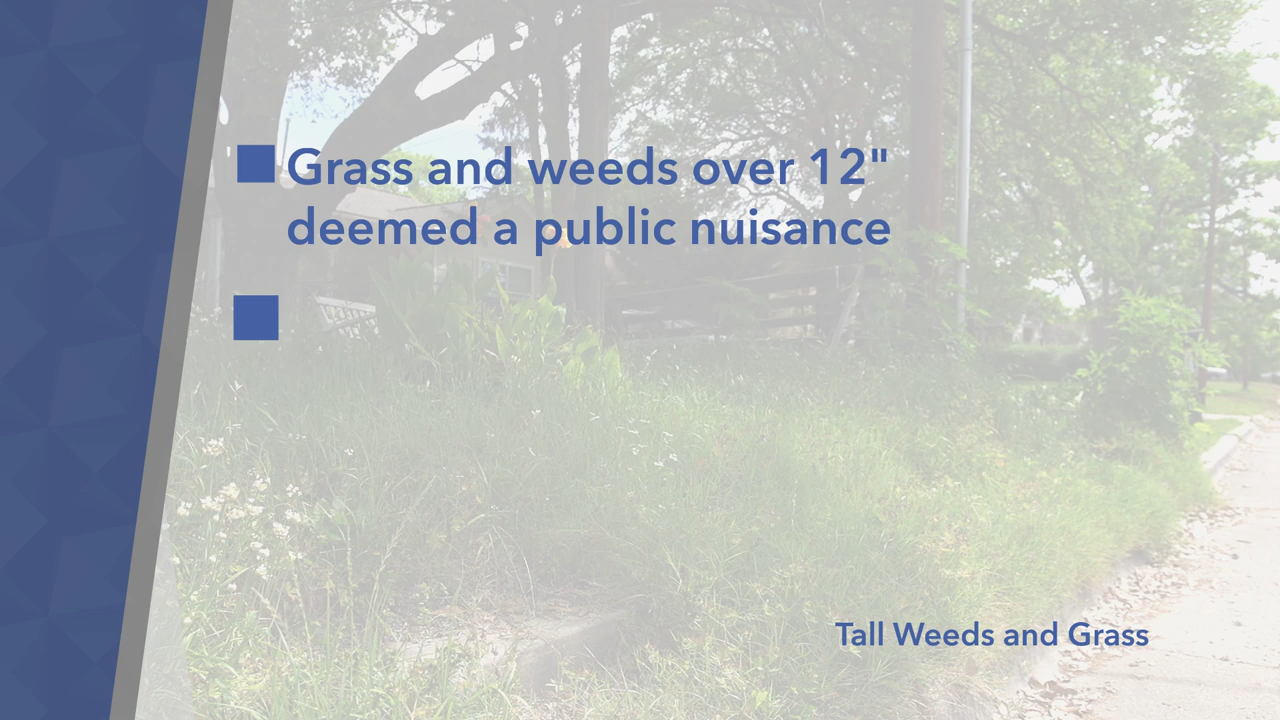 Grass and weeds over 12"
deemed a public nuisance
Tall Weeds and Grass